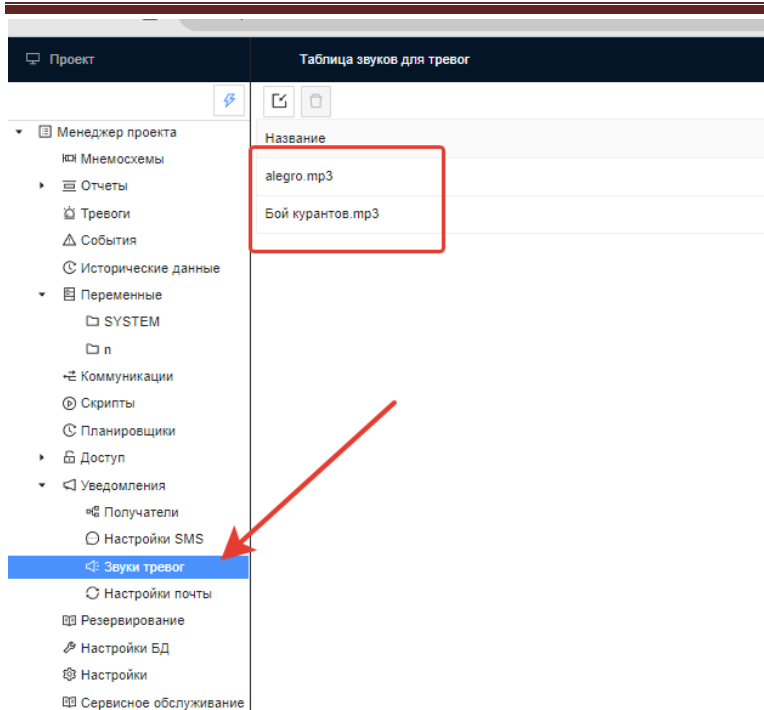 Проект
Таблица звуков для тревог
Менеджер проекта
Название
Мнемосхемы
alegro.mp3
Отчеты
Тревоги
Бой курантов.mp3
События
Исторические данные
Переменные
SYSTEM
n
Коммуникации
Скрипты
Планировщики
Доступ
Уведомления
Получатели
Настройки SMS
Звуки тревог
Настройки почты
Резервирование
Настройки БД
Настройки
Сервисное обслуживание